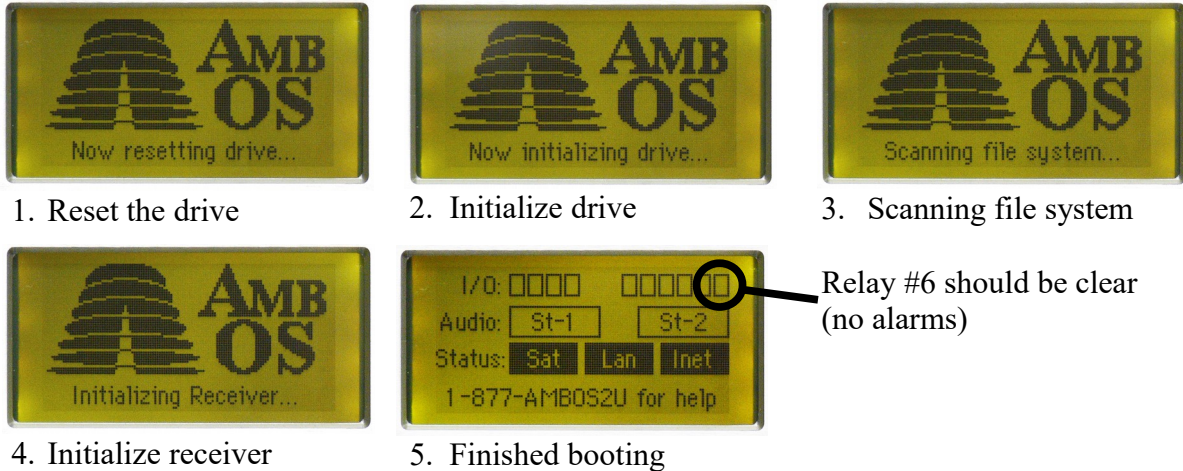 AMB
OS
Now resetting drive...
1. Reset the drive
AMB
OS
Now initializing drive...
2. Initialize drive
AMB
OS
Scanning file system...
3. Scanning file system
AMB
OS
Initializing Receiver...
4. Initialize receiver
I/O:
Audio: St-1 St-2
Status: Sat Lan Inet
1-877-AMBOS2U for help
5. Finished booting
Relay #6 should be clear
(no alarms)